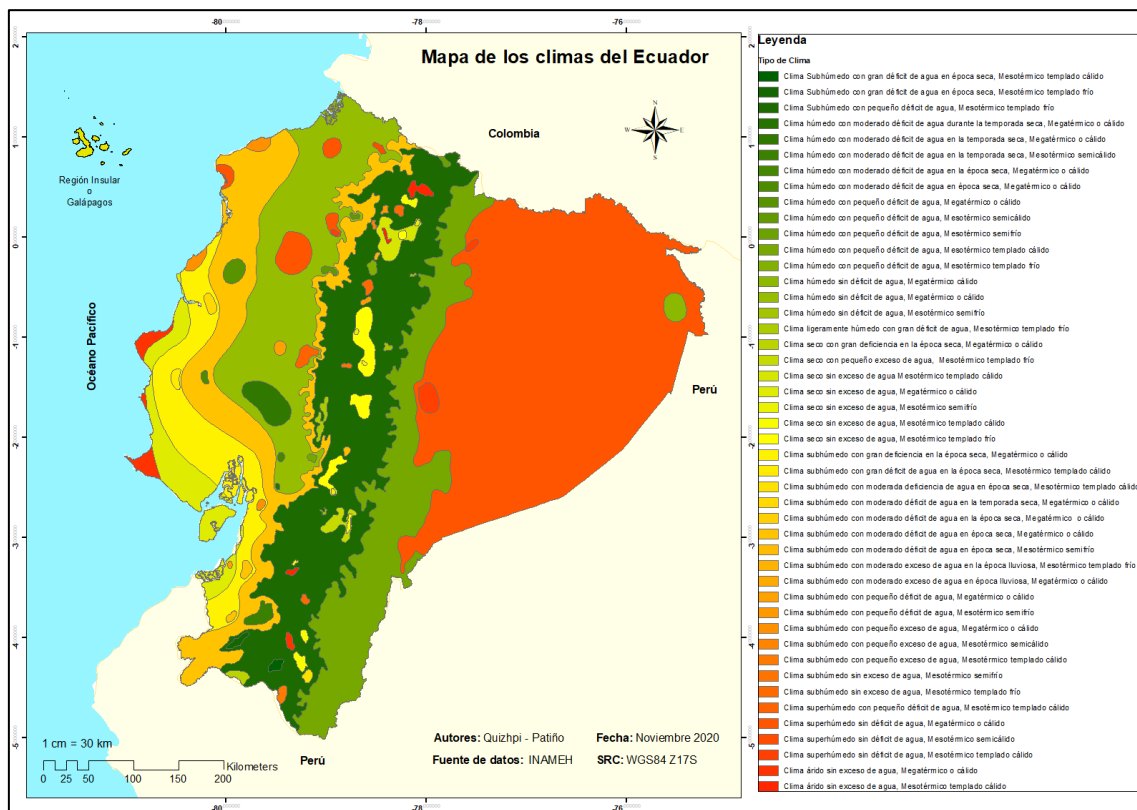 -80
-78
-76
Mapa de los climas del Ecuador
N
W
E
S
Colombia
Región Insular
o
Galápagos
Océano Pacífico
Perú
Perú
1 cm = 30 km
Kilometers
0 25 50 100 150 200
Autores: Quizhpi - Patiño
Fecha: Noviembre 2020
Fuente de datos: INAMEH
SRC: WGS84 Z17S
-80
-78
-76
Leyenda
Tipo de Clima
Clima Subhúmedo con gran déficit de agua en época seca, Mesotérmico templado cálido
Clima Subhúmedo con gran déficit de agua en época seca, Mesotérmico templado frío
Clima Subhúmedo con pequeño déficit de agua, Mesotérmico templado frío
Clima húmedo con moderado déficit de agua durante la temporada seca, Megatérmico o cálido
Clima húmedo con moderado déficit de agua en la temporada seca, Megatérmico o cálido
Clima húmedo con moderado déficit de agua en la temporada seca, Mesotérmico semicálido
Clima húmedo con moderado déficit de agua en la época seca, Megatérmico o cálido
Clima húmedo con moderado déficit de agua en época seca, Megatérmico o cálido
Clima húmedo con pequeño déficit de agua, Megatérmico o cálido
Clima húmedo con pequeño déficit de agua, Mesotérmico semicálido
Clima húmedo con pequeño déficit de agua, Mesotérmico semifrío
Clima húmedo con pequeño déficit de agua, Mesotérmico templado cálido
Clima húmedo con pequeño déficit de agua, Mesotérmico templado frío
Clima húmedo sin déficit de agua, Megatérmico cálido
Clima húmedo sin déficit de agua, Megatérmico o cálido
Clima húmedo sin déficit de agua, Mesotérmico semifrío
Clima ligeramente húmedo con gran déficit de agua, Mesotérmico templado frío
Clima seco con gran deficiencia en la época seca, Megatérmico o cálido
Clima seco con pequeño exceso de agua, Mesotérmico templado frío
Clima seco sin exceso de agua Mesotérmico templado cálido
Clima seco sin exceso de agua, Megatérmico o cálido
Clima seco sin exceso de agua, Mesotérmico semifrío
Clima seco sin exceso de agua, Mesotérmico templado cálido
Clima seco sin exceso de agua, Mesotérmico templado frío
Clima subhúmedo con gran deficiencia en la época seca, Megatérmico o cálido
Clima subhúmedo con gran déficit de agua en la época seca, Mesotérmico templado cálido
Clima subhúmedo con moderada deficiencia de agua en época seca, Mesotérmico templado cálido
Clima subhúmedo con moderado déficit de agua en la temporada seca, Megatérmico o cálido
Clima subhúmedo con moderado déficit de agua en la época seca, Megatérmico o cálido
Clima subhúmedo con moderado déficit de agua en época seca, Megatérmico o cálido
Clima subhúmedo con moderado déficit de agua en época seca, Mesotérmico semifrío
Clima subhúmedo con moderado exceso de agua en la época lluviosa, Mesotérmico templado frío
Clima subhúmedo con moderado exceso de agua en época lluviosa, Megatérmico o cálido
Clima subhúmedo con pequeño déficit de agua, Megatérmico o cálido
Clima subhúmedo con pequeño déficit de agua, Mesotérmico semifrío
Clima subhúmedo con pequeño exceso de agua, Megatérmico o cálido
Clima subhúmedo con pequeño exceso de agua, Mesotérmico semicálido
Clima subhúmedo con pequeño exceso de agua, Mesotérmico templado cálido
Clima subhúmedo sin exceso de agua, Mesotérmico semifrío
Clima subhúmedo sin exceso de agua, Mesotérmico templado frío
Clima superhúmedo con pequeño déficit de agua, Mesotérmico templado cálido
Clima superhúmedo sin déficit de agua, Megatérmico o cálido
Clima superhúmedo sin déficit de agua, Mesotérmico semicálido
Clima superhúmedo sin déficit de agua, Mesotérmico templado cálido
Clima árido sin exceso de agua, Megatérmico o cálido
Clima árido sin exceso de agua, Mesotérmico templado cálido